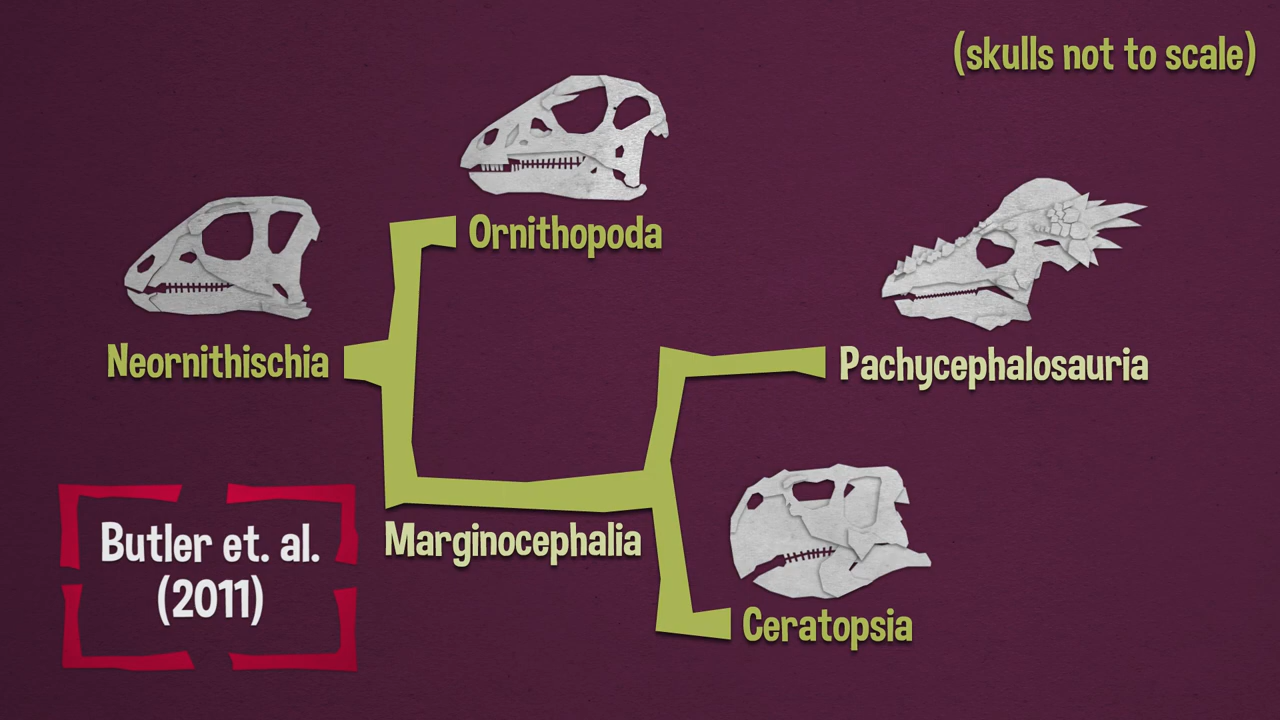 (skulls not to scale)
Ornithopoda
Neornithischia
Pachycephalosauria
Marginocephalia
Ceratopsia
Butler et. al.
(2011)